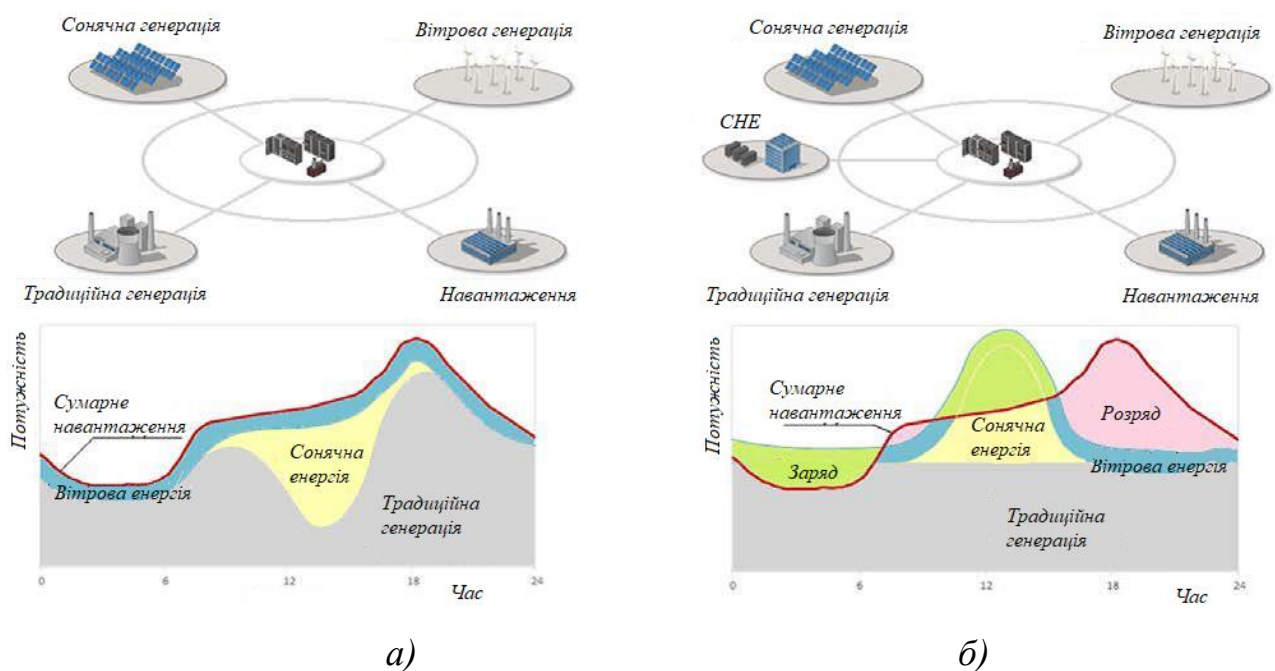 Сонячна генерація
Вітрова генерація
Традиційна генерація
Навантаження
Потужність
Сумарне
навантаження
Вітрова енергія
Сонячна
енергія
Традиційна
генерація
0
6
12
18
24
Час
а)
Сонячна генерація
Вітрова генерація
СНЕ
Традиційна генерація
Навантаження
Потужність
Сумарне
навантаження
Заряд
Сонячна
енергія
Розряд
Вітрова енергія
Традиційна
генерація
0
6
12
18
24
Час
б)